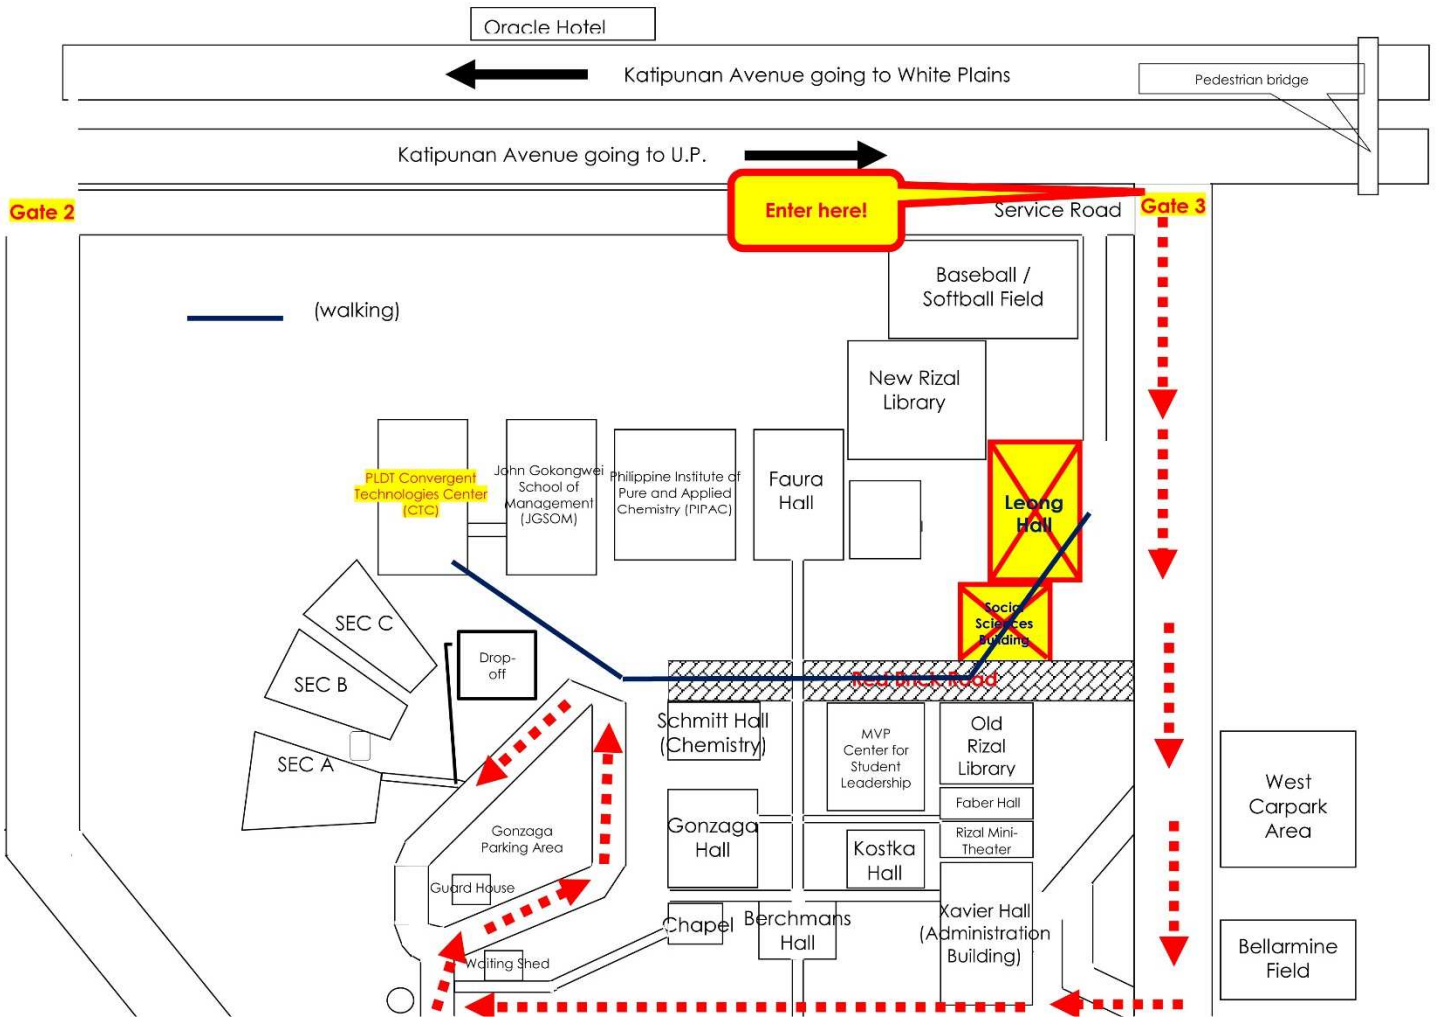 Oracle Hotel
Katipunan Avenue going to White Plains
Pedestrian bridge
Katipunan Avenue going to U.P.
Gate 2
Enter here!
Service Road
Gate 3
Baseball /
Softball Field
(walking)
New Rizal
Library
PLDT Convergent
Technologies Center
(CTC)
John Gokongwei
School of
Management
(JGSOM)
Philippine Institute of
Pure and Applied
Chemistry (PIPAC)
Faura
Hall
Leong
Hall
Social
Sciences
Building
SEC C
SEC B
SEC A
Drop-
off
Red Brick Road
Schmitt Hall
(Chemistry)
MVP
Center for
Student
Leadership
Old
Rizal
Library
Faber Hall
Rizal Mini-
Theater
West
Carpark
Area
Gonzaga
Parking Area
Gonzaga
Hall
Kostka
Hall
Guard House
Chapel
Berchmans
Hall
Xavier Hall
(Administration
Building)
Waiting Shed
Bellarmine
Field